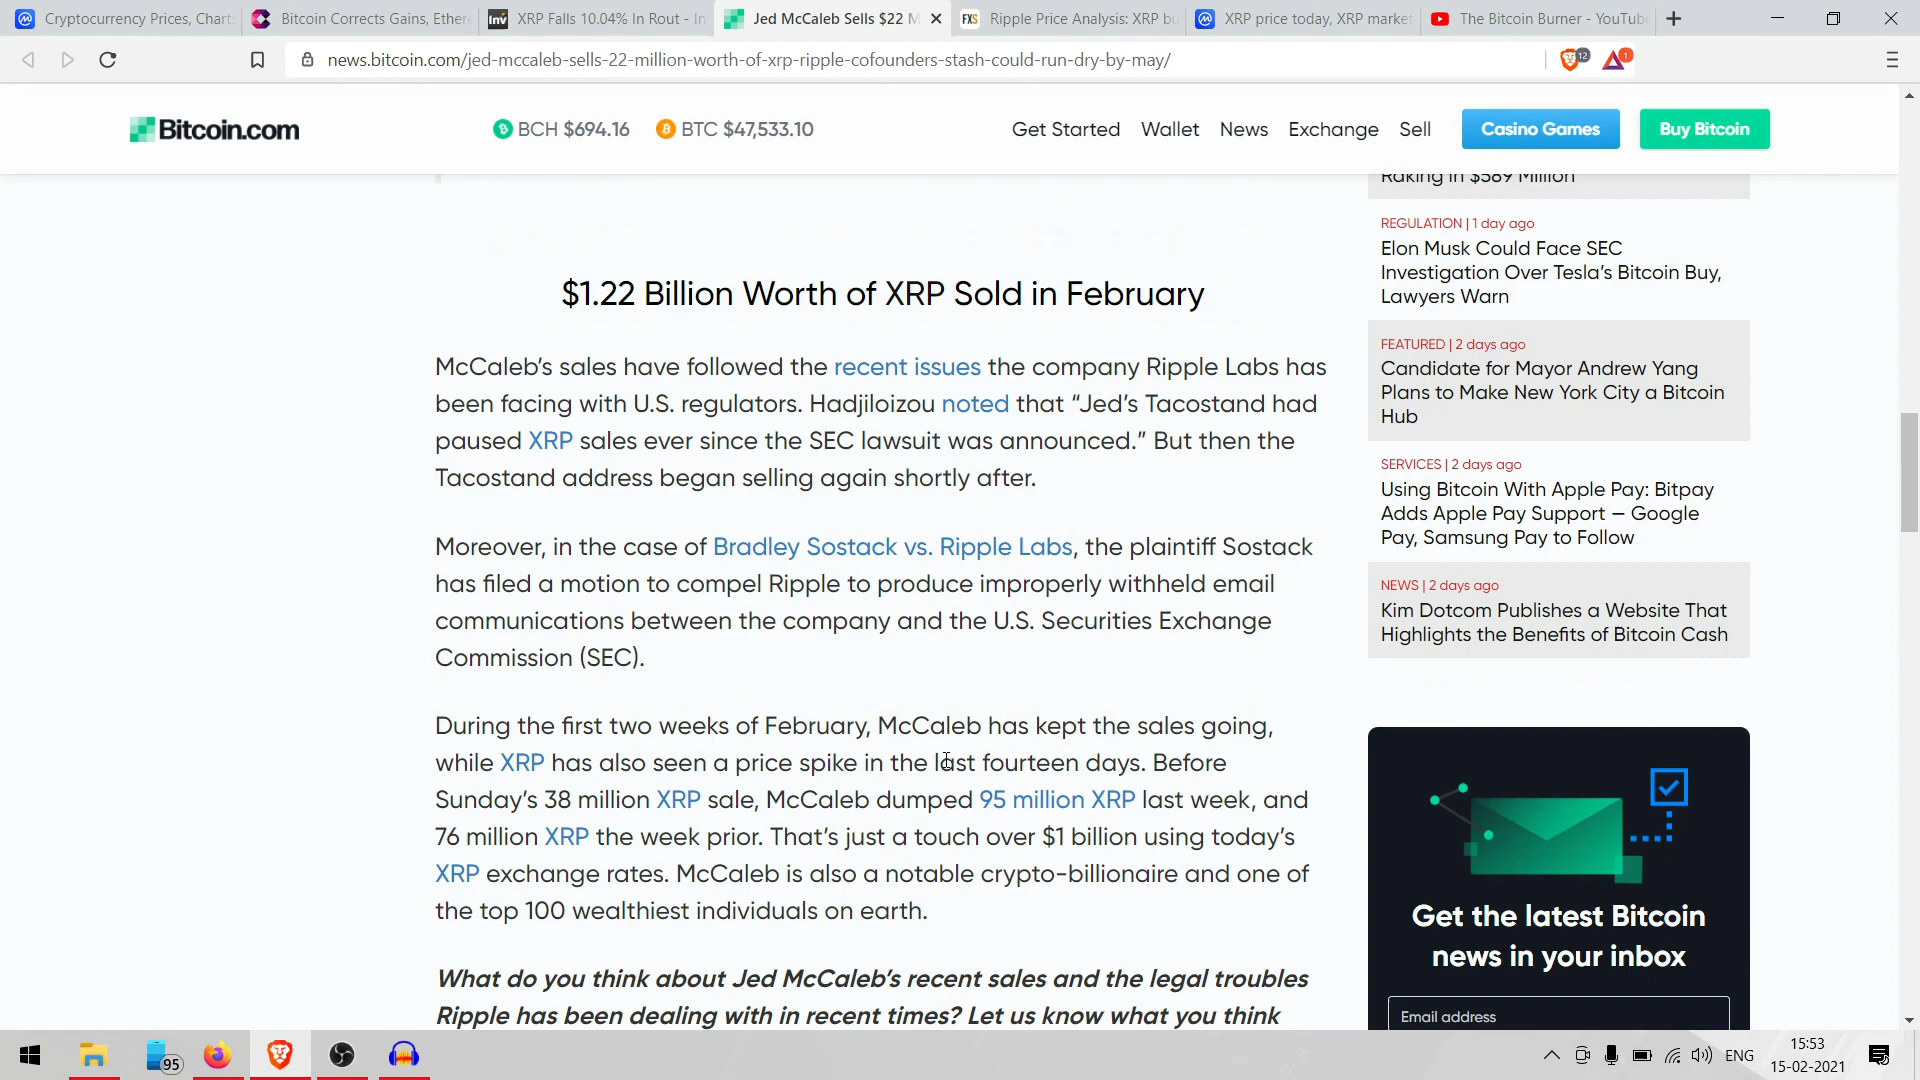 Cryptocurrency Prices, Chart
Bitcoin Corrects Gains, Ether
XRP Falls 10.04% In Rout - In
Jed McCaleb Sells $22 M
Ripple Price Analysis: XRP bu
XRP price today, XRP market
The Bitcoin Burner - YouTube
news.bitcoin.com/jed-mccaleb-sells-22-million-worth-of-xrp-ripple-cofounders-stash-could-run-dry-by-may/
12
1
Bitcoin.com
BCH $694.16
BTC $47,533.10
Get Started
Wallet
News
Exchange
Sell
Casino Games
Buy Bitcoin
$1.22 Billion Worth of XRP Sold in February
McCaleb's sales have followed the recent issues the company Ripple Labs has
been facing with U.S. regulators. Hadjiloizou noted that “Jed's Tacostand had
paused XRP sales ever since the SEC lawsuit was announced.” But then the
Tacostand address began selling again shortly after.
Moreover, in the case of Bradley Sostack vs. Ripple Labs, the plaintiff Sostack
has filed a motion to compel Ripple to produce improperly withheld email
communications between the company and the U.S. Securities Exchange
Commission (SEC).
During the first two weeks of February, McCaleb has kept the sales going,
while XRP has also seen a price spike in the last fourteen days. Before
Sunday's 38 million XRP sale, McCaleb dumped 95 million XRP last week, and
76 million XRP the week prior. That's just a touch over $1 billion using today's
XRP exchange rates. McCaleb is also a notable crypto-billionaire and one of
the top 100 wealthiest individuals on earth.
What do you think about Jed McCaleb's recent sales and the legal troubles
Ripple has been dealing with in recent times? Let us know what you think
Raking in $589 Million
REGULATION | 1 day ago
Elon Musk Could Face SEC
Investigation Over Tesla's Bitcoin Buy,
Lawyers Warn
FEATURED | 2 days ago
Candidate for Mayor Andrew Yang
Plans to Make New York City a Bitcoin
Hub
SERVICES | 2 days ago
Using Bitcoin With Apple Pay: Bitpay
Adds Apple Pay Support – Google
Pay, Samsung Pay to Follow
NEWS | 2 days ago
Kim Dotcom Publishes a Website That
Highlights the Benefits of Bitcoin Cash
Get the latest Bitcoin
news in your inbox
Email address
95
ENG
15:53
15-02-2021